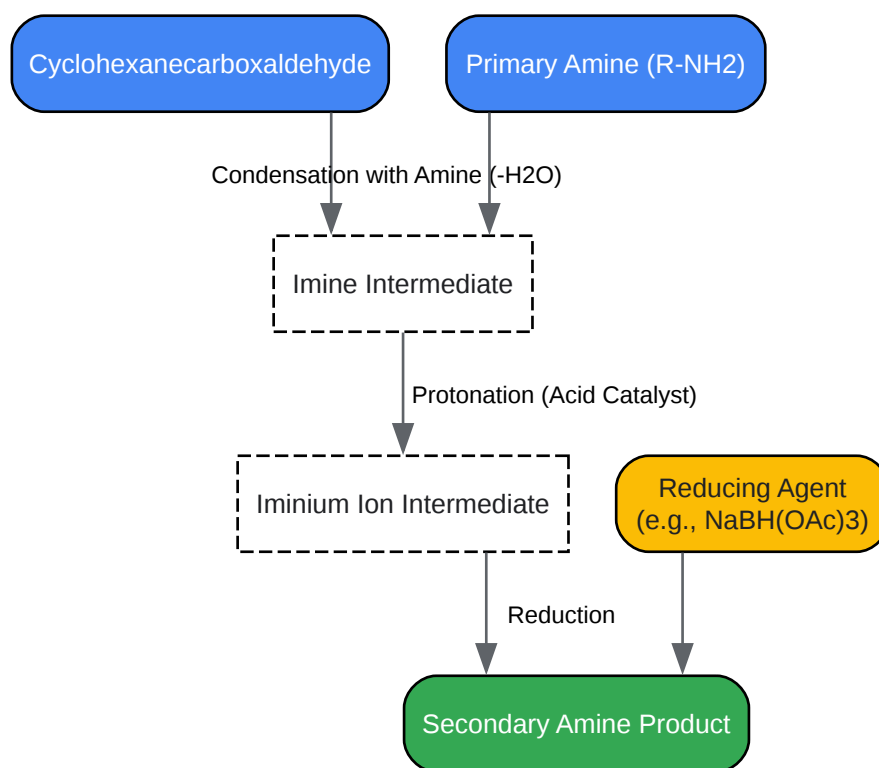 Cyclohexanecarboxaldehyde
Primary Amine (R-NH2)
Condensation with Amine (-H2O)
Imine Intermediate
Protonation (Acid Catalyst)
Iminium Ion Intermediate
Reducing Agent
(e.g., NaBH(OAc)3)
Reduction
Secondary Amine Product